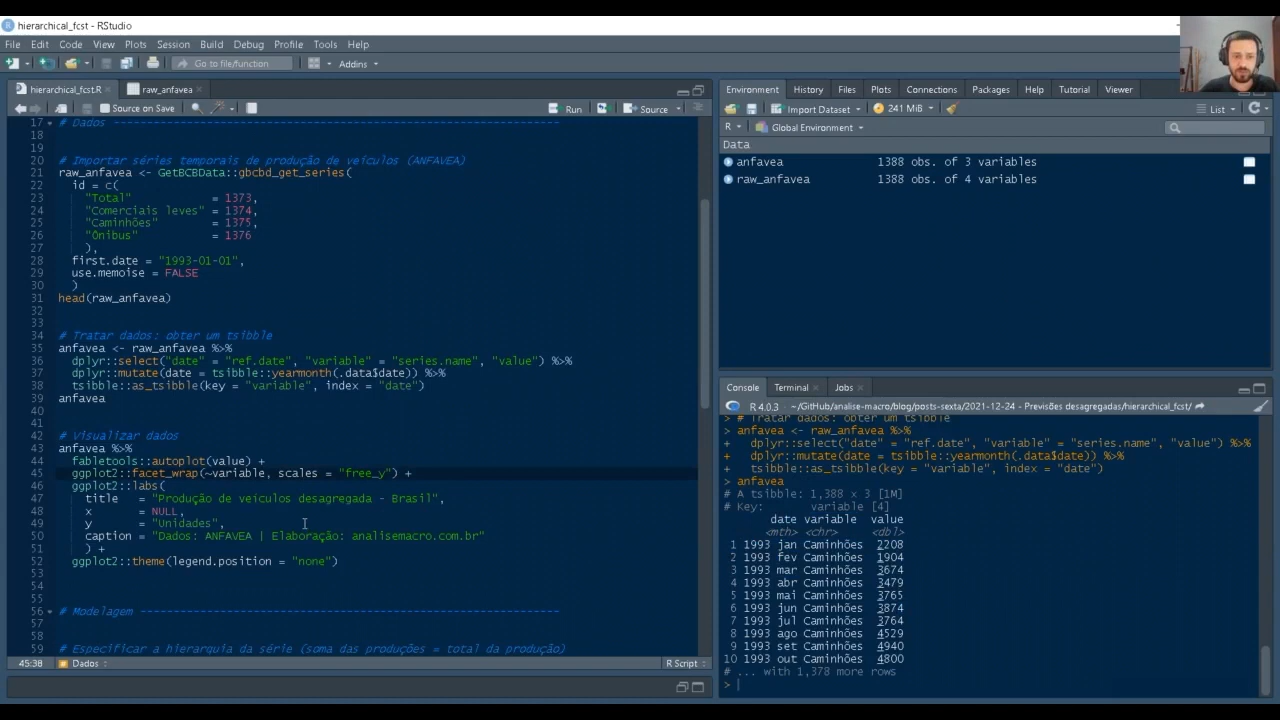 hierarchical_fcst - RStudio
File Edit Code View Plots Session Build Debug Profile Tools Help
Go to file/function Addins
hierarchical_fcst.R raw_anfavea
Source on Save Run Source
17 # Dados ----------------------------------------------------------------
18
19
20 # Importar séries temporais de produção de veículos (ANFAVEA)
21 raw_anfavea <- GetBCBData::gbcbd_get_series(
22 id = c(
23 "Total" = 1373,
24 "Comerciais leves" = 1374,
25 "Caminhões" = 1375,
26 "Ônibus" = 1376
27 ),
28 first.date = "1993-01-01",
29 use.memoise = FALSE
30 )
31 head(raw_anfavea)
32
33
34 # Tratar dados: obter um tsibble
35 anfavea <- raw_anfavea %>%
36 dplyr::select("date" = "ref.date", "variable" = "series.name", "value") %>%
37 dplyr::mutate(date = tsibble::yearmonth(.data$date)) %>%
38 tsibble::as_tsibble(key = "variable", index = "date")
39 anfavea
40
41
42 # Visualizar dados
43 anfavea %>%
44 fabletools::autoplot(value) +
45 ggplot2::facet_wrap(~variable, scales = "free_y") +
46 ggplot2::labs(
47 title = "Produção de veículos desagregada - Brasil",
48 x = NULL,
49 y = "Unidades",
50 caption = "Dados: ANFAVEA | Elaboração: analisemacro.com.br"
51 ) +
52 ggplot2::theme(legend.position = "none")
53
54
55
56 # Modelagem ------------------------------------------------------------
57
58
59 # Especificar a hierarquia da série (soma das produções = total da produção)
45:38 Dados R Script
Environment History Files Plots Connections Packages Help Tutorial Viewer
Import Dataset 241 MiB List
R Global Environment
Data
anfavea 1388 obs. of 3 variables
raw_anfavea 1388 obs. of 4 variables
Console Terminal Jobs
R 4.0.3 · ~/GitHub/analise-macro/blog/posts-sexta/2021-12-24 - Previsões desagregadas/hierarchical_fcst/
> # Tratar dados: obter um tsibble
> anfavea <- raw_anfavea %>%
+ dplyr::select("date" = "ref.date", "variable" = "series.name", "value") %>%
+ dplyr::mutate(date = tsibble::yearmonth(.data$date)) %>%
+ tsibble::as_tsibble(key = "variable", index = "date")
> anfavea
# A tsibble: 1,388 x 3 [1M]
# Key: variable [4]
date variable value
<mth> <chr> <dbl>
1 1993 jan Caminhões 2208
2 1993 fev Caminhões 1904
3 1993 mar Caminhões 3674
4 1993 abr Caminhões 3479
5 1993 mai Caminhões 3765
6 1993 jun Caminhões 3874
7 1993 jul Caminhões 3764
8 1993 ago Caminhões 4529
9 1993 set Caminhões 4940
10 1993 out Caminhões 4800
# ... with 1,378 more rows
>